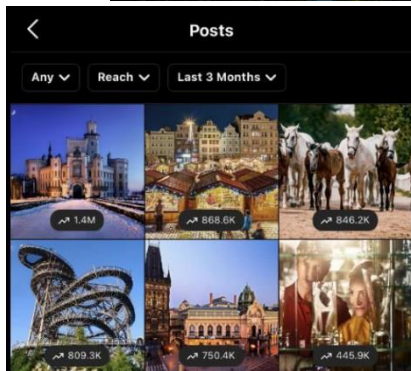 Posts
Any Reach Last 3 Months
1.4M 868.6K 846.2K
809.3K 750.4K 445.9K